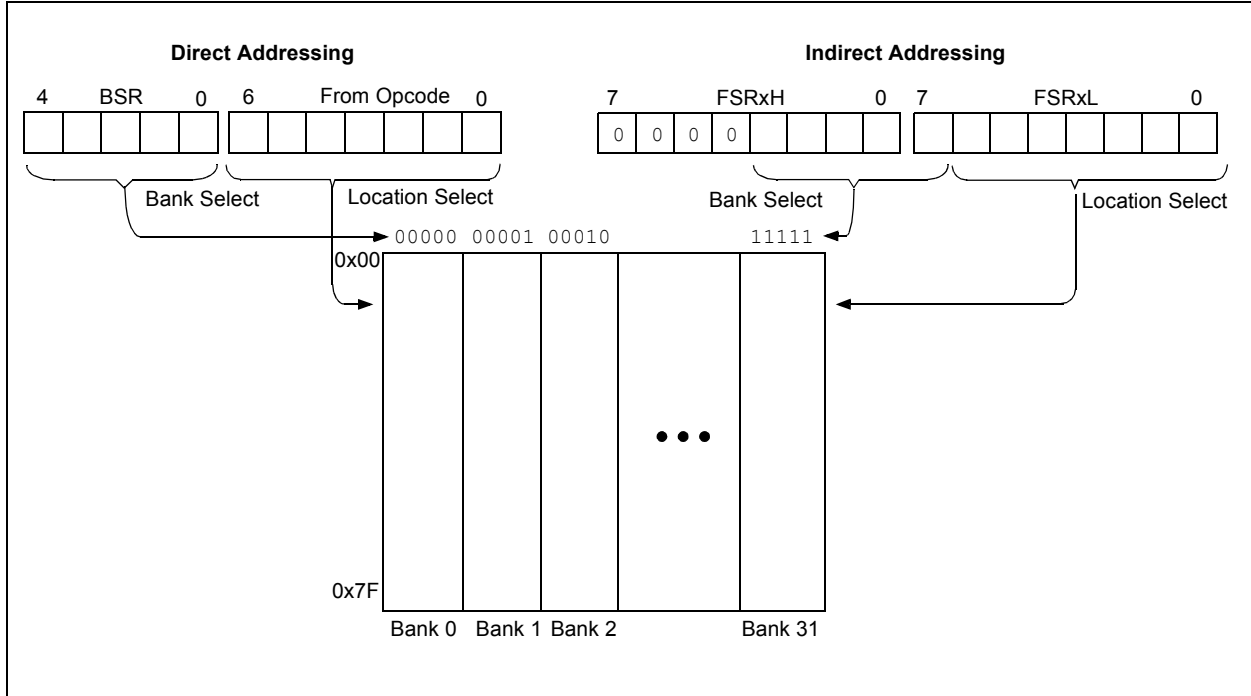 Direct Addressing
Indirect Addressing
4 BSR 0 6 From Opcode 0
7 FSRxH 0 7 FSRxL 0
0 0 0 0
Bank Select
Location Select
Bank Select
Location Select
00000 00001 00010 11111
0x00
0x7F
Bank 0 Bank 1 Bank 2 Bank 31